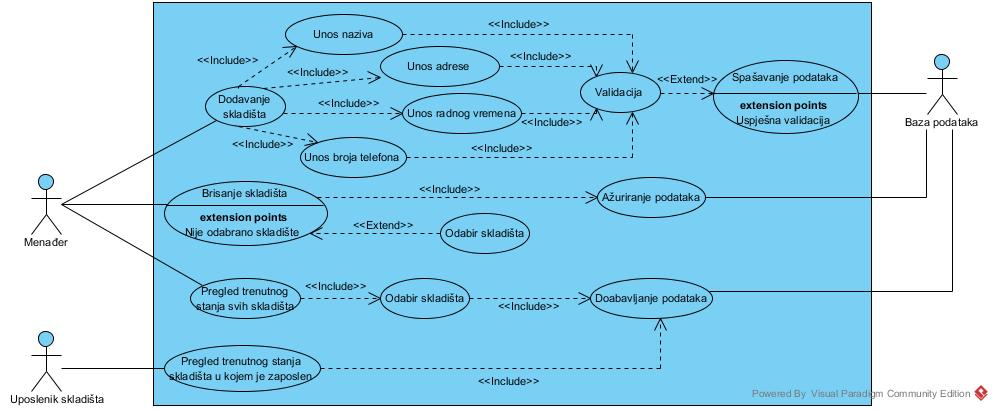 <<Include>>
Unos naziva
<<Include>>
Unos adrese
<<Include>>
<<Include>>
Dodavanje
skladišta
<<Include>>
Unos radnog vremena
<<Include>>
Validacija
<<Extend>>
Spašavanje podataka
extension points
Uspješna validacija
Baza podataka
<<Include>>
Unos broja telefona
<<Include>>
Menađer
Brisanje skladišta
extension points
Nije odabrano skladište
<<Include>>
Ažuriranje podataka
<<Extend>>
Odabir skladišta
Pregled trenutnog
stanja svih skladišta
<<Include>>
Odabir skladišta
<<Include>>
Doabavljanje podataka
Uposlenik skladišta
Pregled trenutnog stanja
skladišta u kojem je zaposlen
<<Include>>
Powered By Visual Paradigm Community Edition